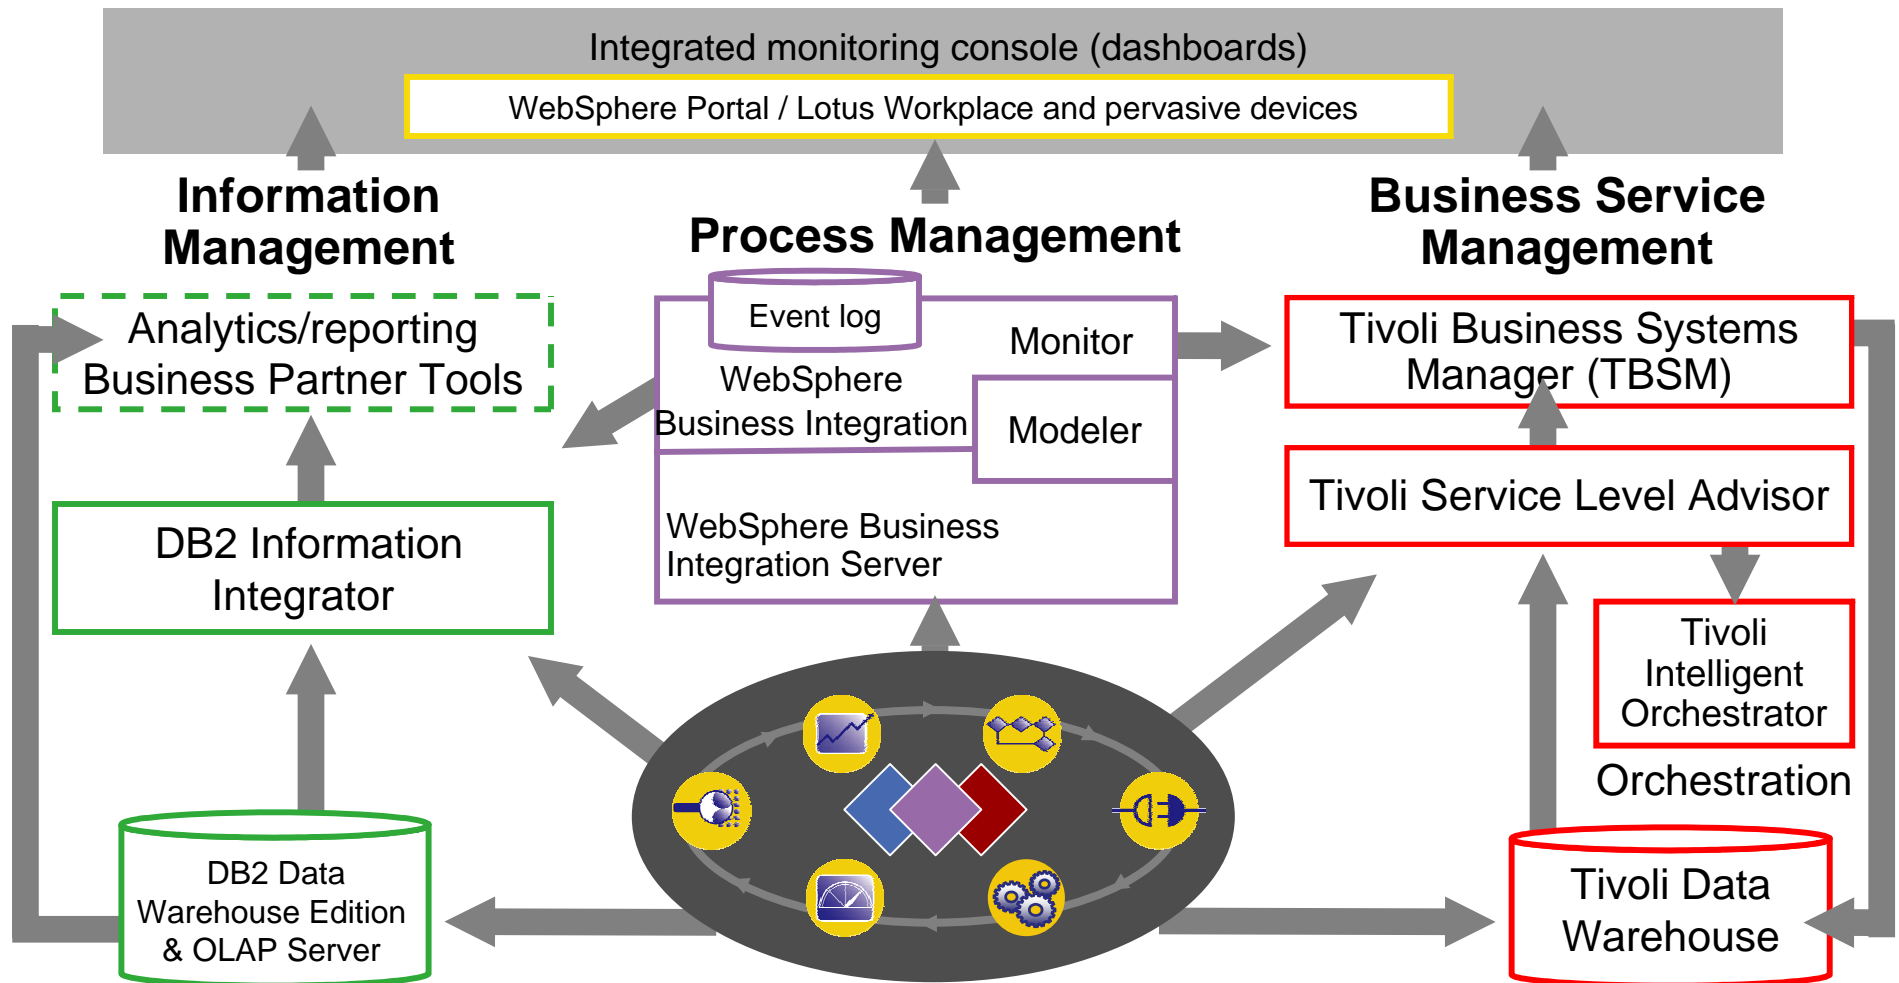 Integrated monitoring console (dashboards)
WebSphere Portal / Lotus Workplace and pervasive devices
Information
Management
Analytics/reporting
Business Partner Tools
DB2 Information
Integrator
DB2 Data
Warehouse Edition
& OLAP Server
Process Management
Event log
Monitor
WebSphere
Business Integration
Modeler
WebSphere Business
Integration Server
Business Service
Management
Tivoli Business Systems
Manager (TBSM)
Tivoli Service Level Advisor
Tivoli
Intelligent
Orchestrator
Orchestration
Tivoli Data
Warehouse